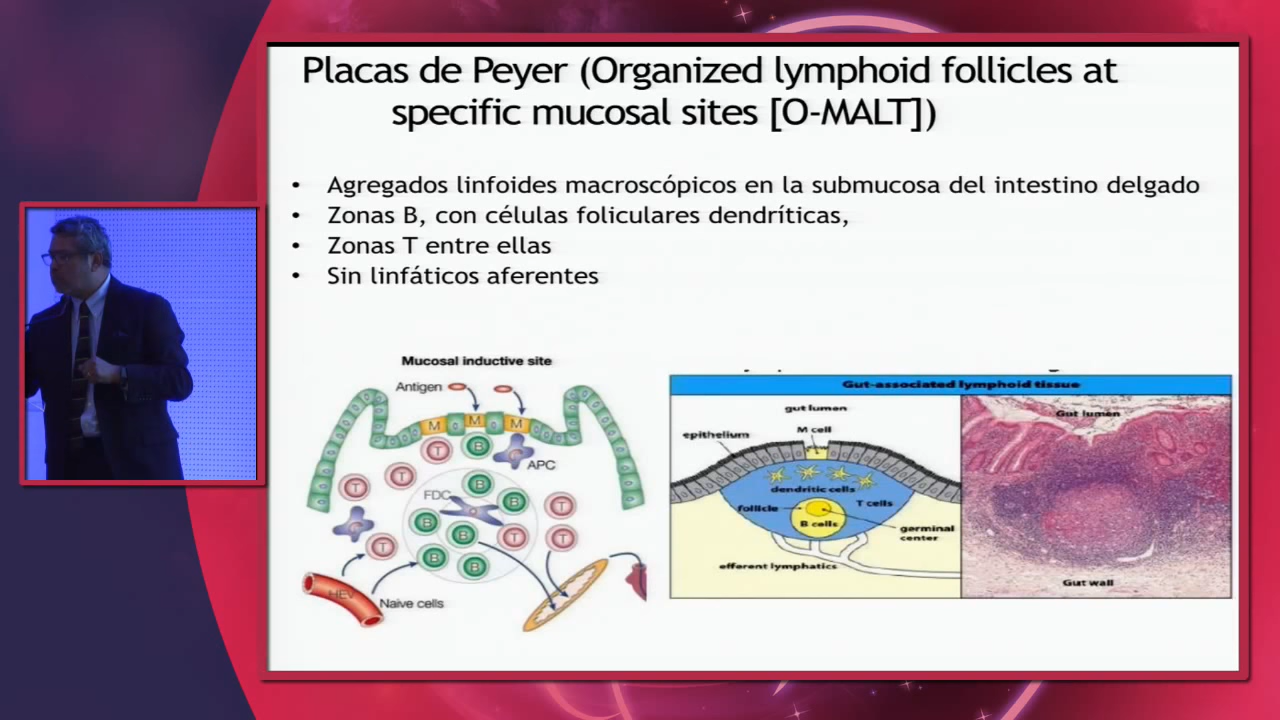 Placas de Peyer (Organized lymphoid follicles at
specific mucosal sites [O-MALT])
• Agregados linfoides macroscópicos en la submucosa del intestino delgado
• Zonas B, con células foliculares dendríticas,
• Zonas T entre ellas
• Sin linfáticos aferentes
Mucosal inductive site
Antigen
M M M
T B
APC
T
T B
FDC
B T
B
B T T
T
B
B
HEV
Naive cells
Gut-associated lymphoid tissue
gut lumen
M cell
epithelium
dendritic cells
T cells
follicle
B cells
germinal
center
efferent lymphatics
Gut lumen
Gut wall